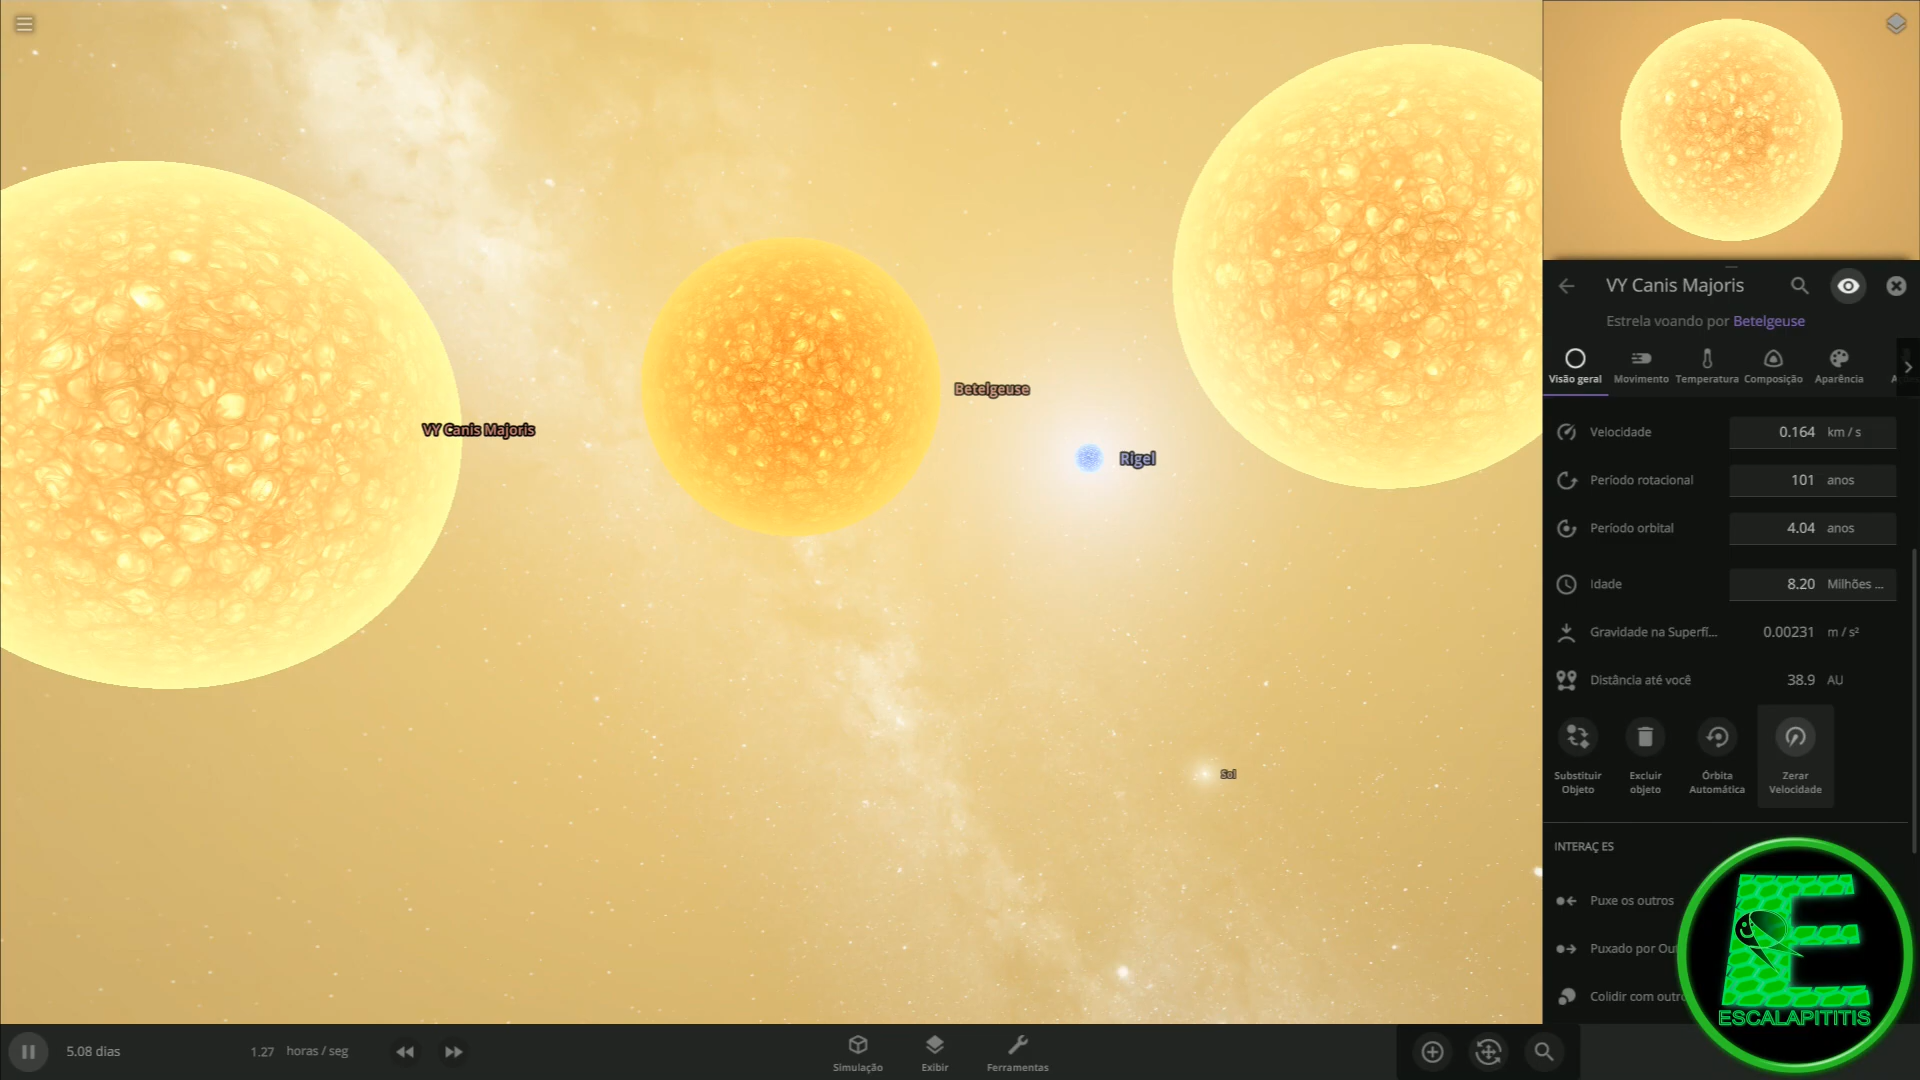 VY Canis Majoris
Betelgeuse
Rigel
Sol
VY Canis Majoris
Estrela voando por Betelgeuse
Visão geral
Movimento
Temperatura
Composição
Aparência
Velocidade 0.164 km / s
Período rotacional 101 anos
Período orbital 4.04 anos
Idade 8.20 Milhões ...
Gravidade na Superfí... 0.00231 m / s²
Distância até você 38.9 AU
Substituir Objeto
Excluir objeto
Órbita Automática
Zerar Velocidade
INTERAÇ ES
Puxe os outros
Puxado por Ou
Colidir com outro
ESCALAPITITIS
5.08 dias
1.27 horas / seg
Simulação
Exibir
Ferramentas